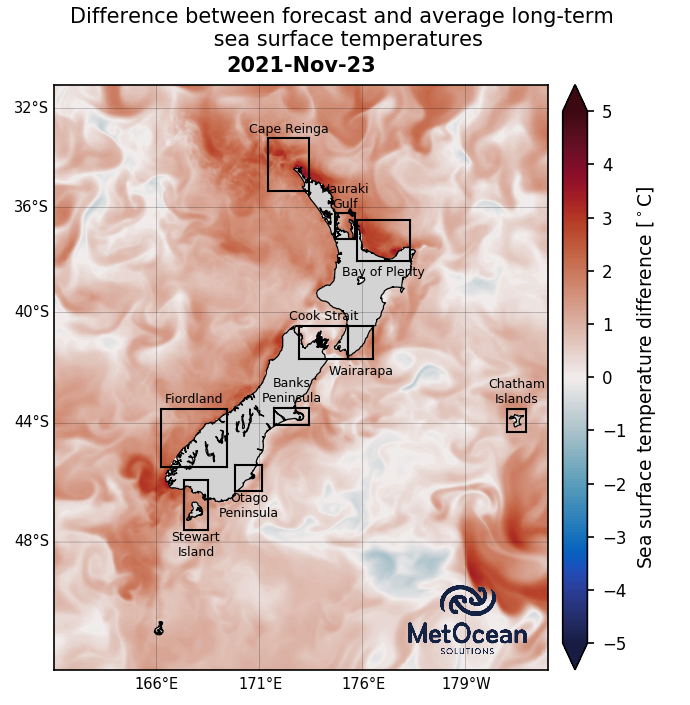 Difference between forecast and average long-term
sea surface temperatures
2021-Nov-23
32°S
36°S
40°S
44°S
48°S
Cape Reinga
Hauraki
Gulf
Bay of Plenty
Cook Strait
Wairarapa
Banks
Peninsula
Fiordland
Chatham
Islands
Otago
Peninsula
Stewart
Island
MetOcean
SOLUTIONS
166°E
171°E
176°E
179°W
5
4
3
2
1
0
−1
−2
−3
−4
−5
Sea surface temperature difference [°C]